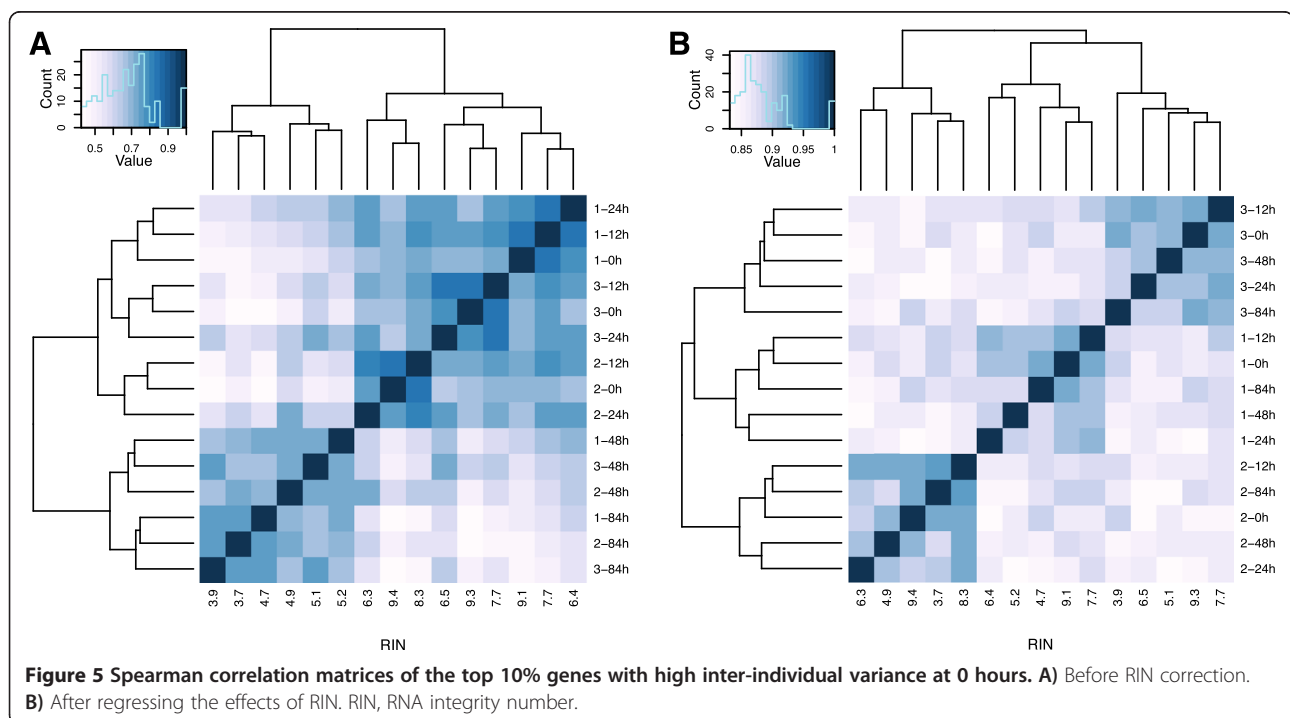 A
Count
0 10 20
0.5 0.7 0.9
Value
1−24h
1−12h
1−0h
3−12h
3−0h
3−24h
2−12h
2−0h
2−24h
1−48h
3−48h
2−48h
1−84h
2−84h
3−84h
3.9 3.7 4.7 4.9 5.1 5.2 6.3 9.4 8.3 6.5 9.3 7.7 9.1 7.7 6.4
RIN
B
Count
0 20 40
0.85 0.9 0.95 1
Value
3−12h
3−0h
3−48h
3−24h
3−84h
1−12h
1−0h
1−84h
1−48h
1−24h
2−12h
2−84h
2−0h
2−48h
2−24h
6.3 4.9 9.4 3.7 8.3 6.4 5.2 4.7 9.1 7.7 3.9 6.5 5.1 9.3 7.7
RIN
Figure 5 Spearman correlation matrices of the top 10% genes with high inter-individual variance at 0 hours. A) Before RIN correction.
B) After regressing the effects of RIN. RIN, RNA integrity number.